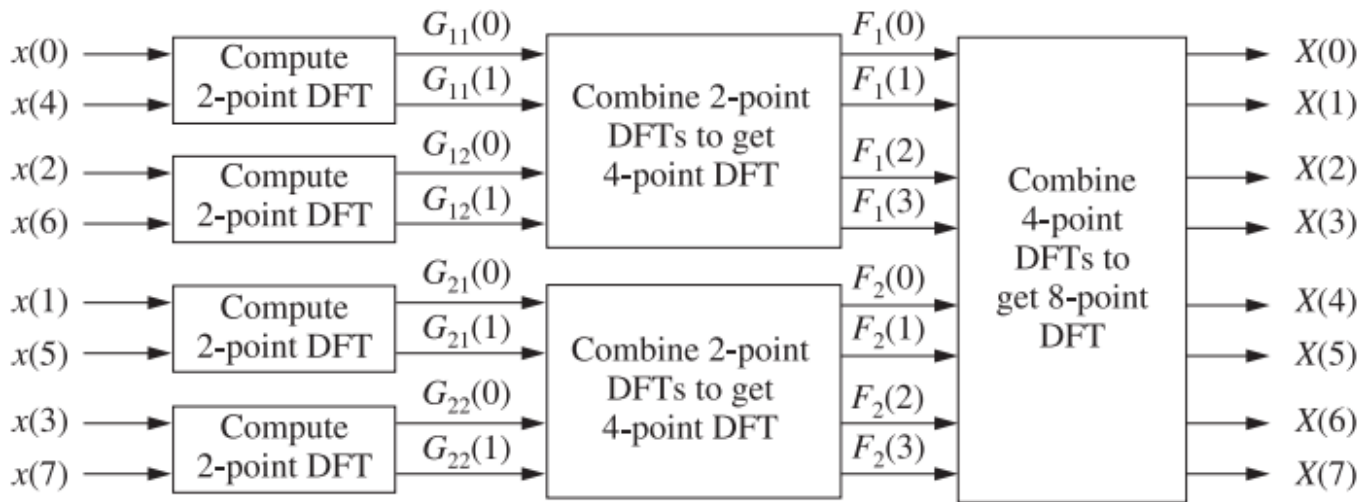 x(0)
x(4)
x(2)
x(6)
x(1)
x(5)
x(3)
x(7)
Compute
2-point DFT
Compute
2-point DFT
Compute
2-point DFT
Compute
2-point DFT
G₁₁(0)
G₁₁(1)
G₁₂(0)
G₁₂(1)
G₂₁(0)
G₂₁(1)
G₂₂(0)
G₂₂(1)
Combine 2-point
DFTs to get
4-point DFT
Combine 2-point
DFTs to get
4-point DFT
F₁(0)
F₁(1)
F₁(2)
F₁(3)
F₂(0)
F₂(1)
F₂(2)
F₂(3)
Combine
4-point
DFTs to
get 8-point
DFT
X(0)
X(1)
X(2)
X(3)
X(4)
X(5)
X(6)
X(7)